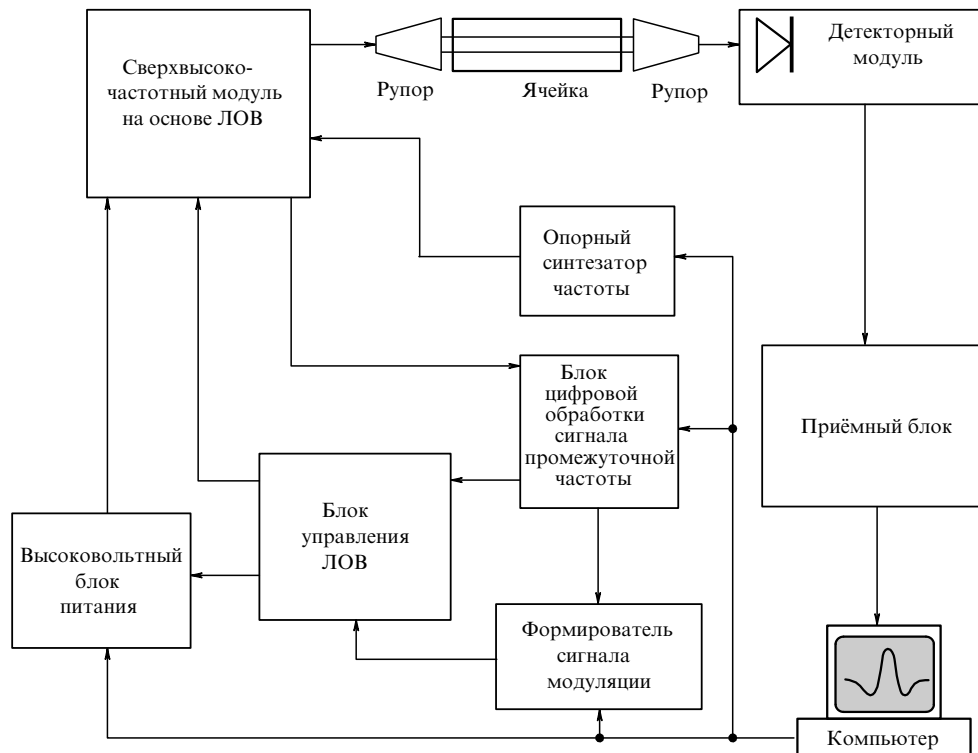 Сверхвысоко-
частотный модуль
на основе ЛОВ
Рупор
Ячейка
Рупор
Детекторный
модуль
Опорный
синтезатор
частоты
Блок
цифровой
обработки
сигнала
промежуточной
частоты
Приёмный блок
Блок
управления
ЛОВ
Высоковольтный
блок
питания
Формирователь
сигнала
модуляции
Компьютер